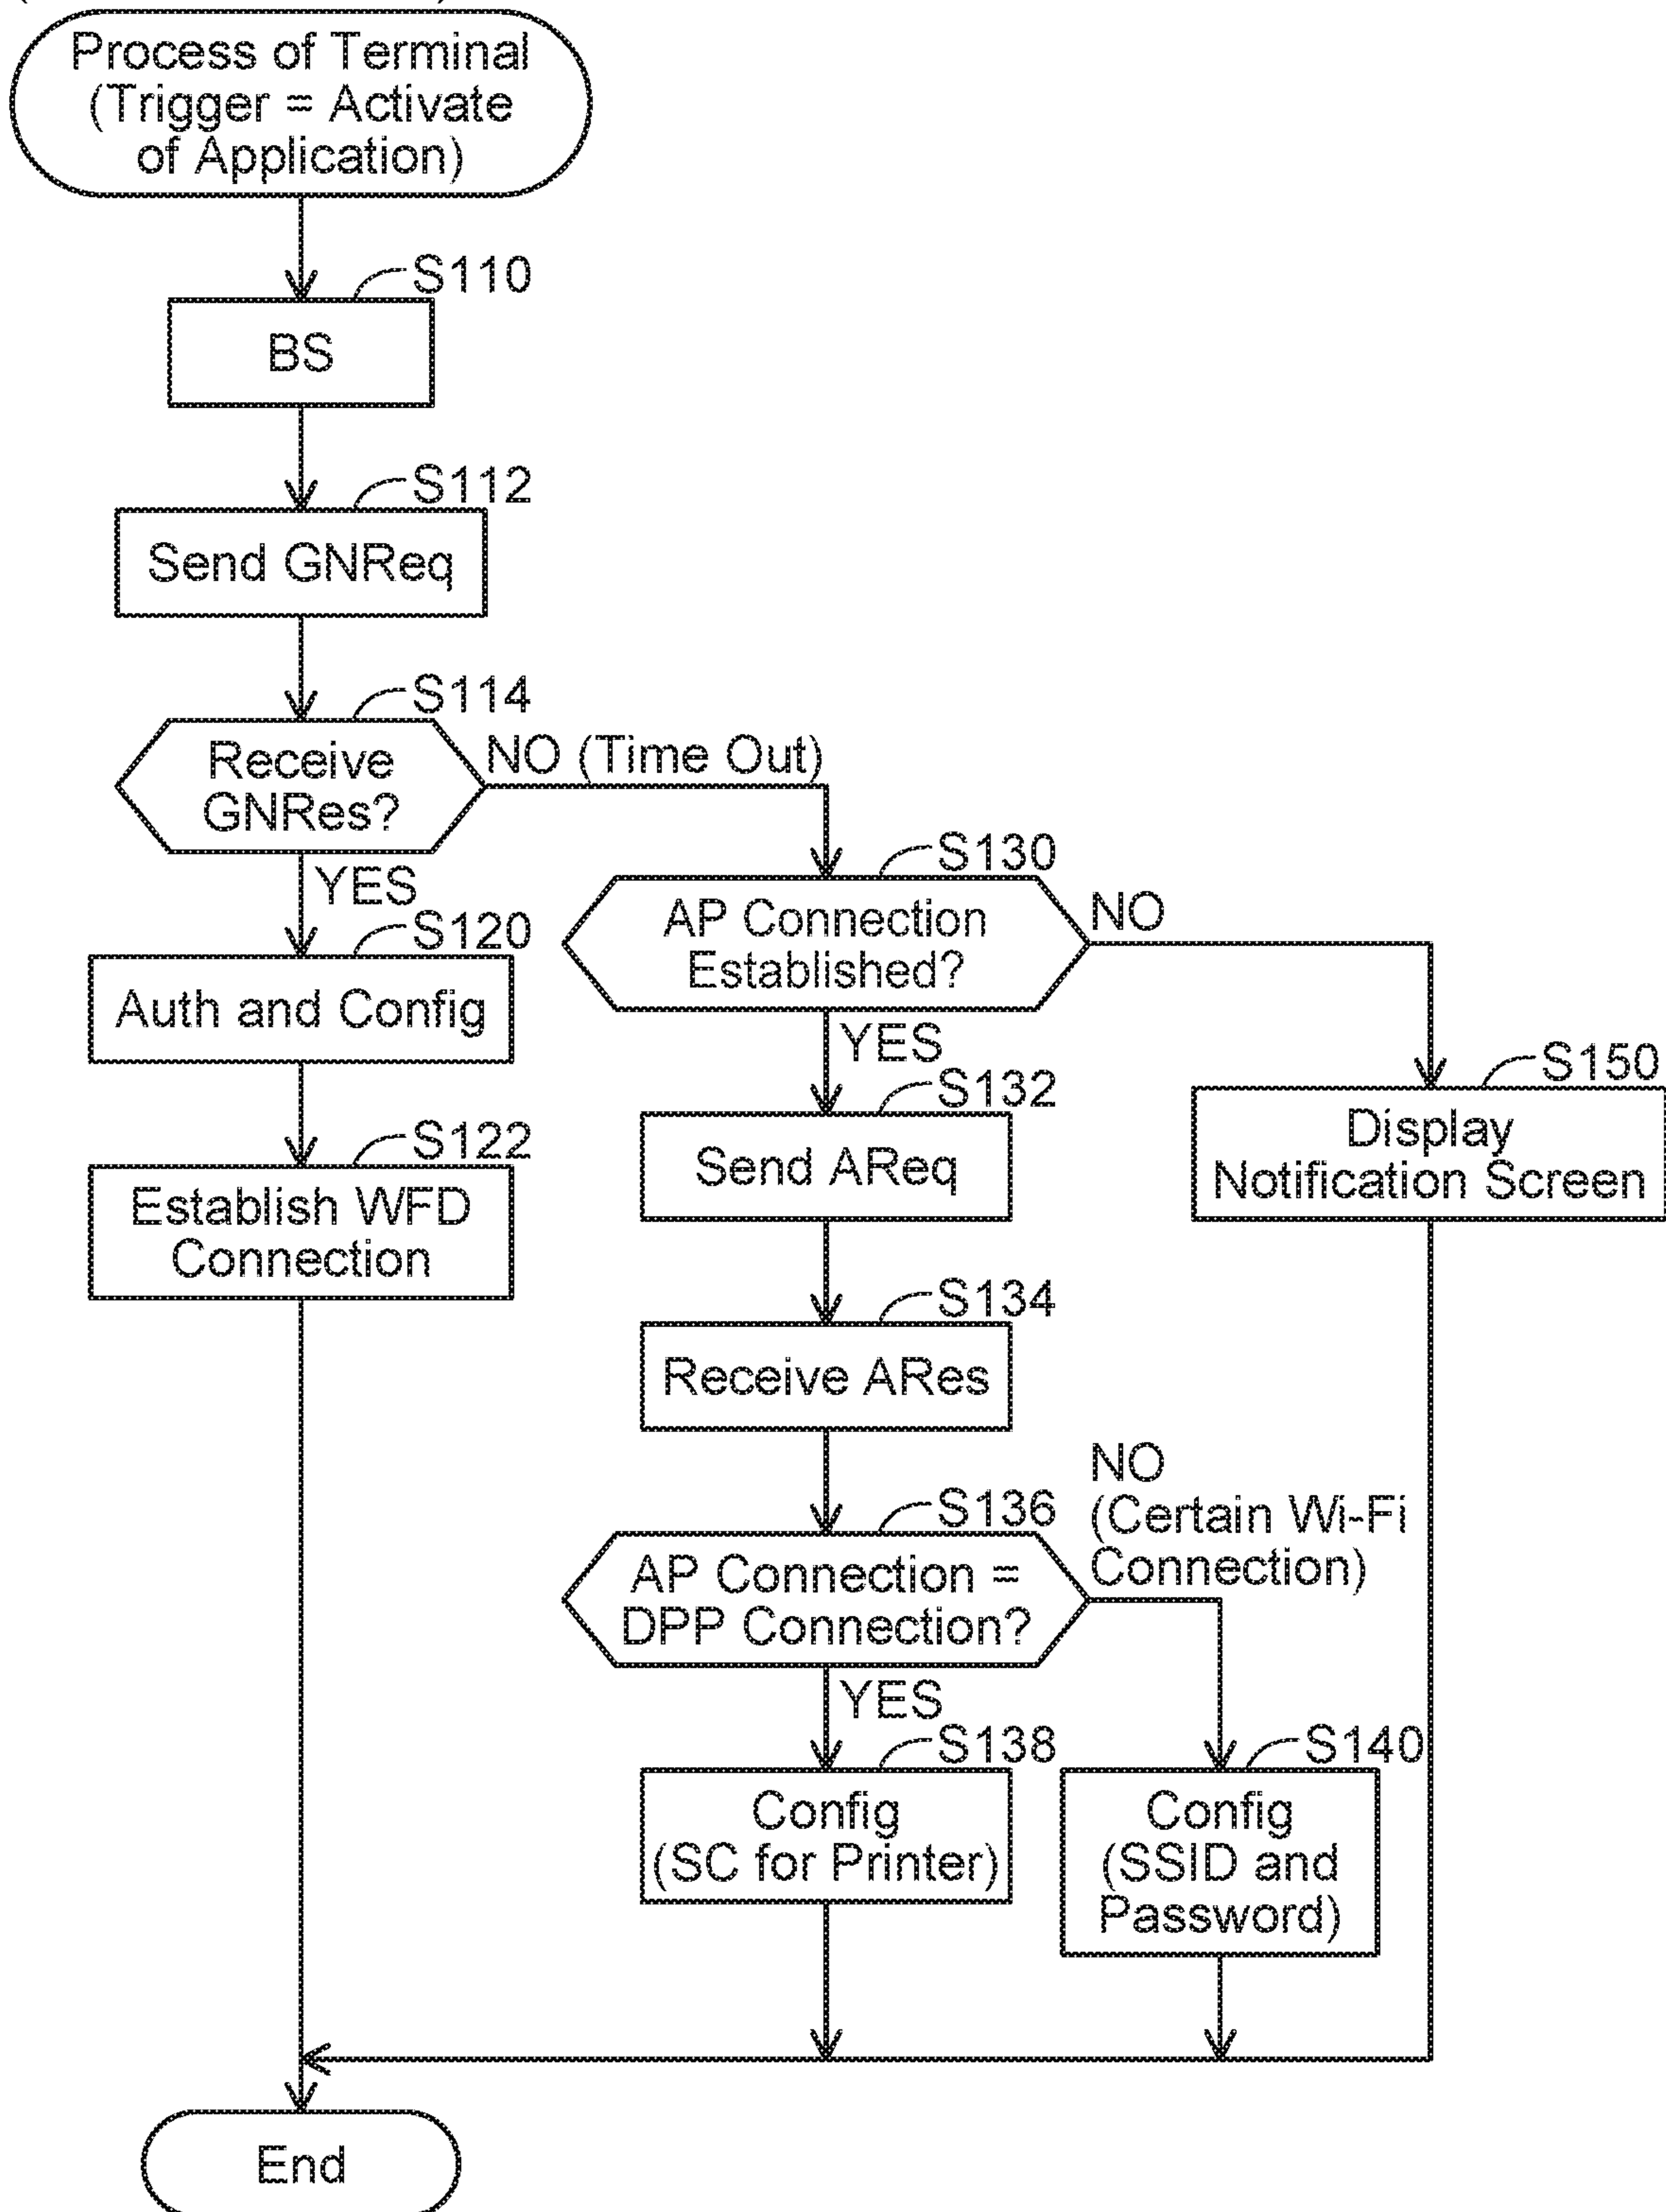 Process of Terminal
(Trigger = Activate
of Application)
S110
BS
S112
Send GNReq
S114
Receive
GNRes?
NO (Time Out)
YES
S120
Auth and Config
S122
Establish WFD
Connection
S130
AP Connection
Established?
NO
YES
S132
Send AReq
S134
Receive ARes
S136
AP Connection =
DPP Connection?
NO
(Certain Wi-Fi
Connection)
YES
S138
Config
(SC for Printer)
S140
Config
(SSID and
Password)
S150
Display
Notification Screen
End